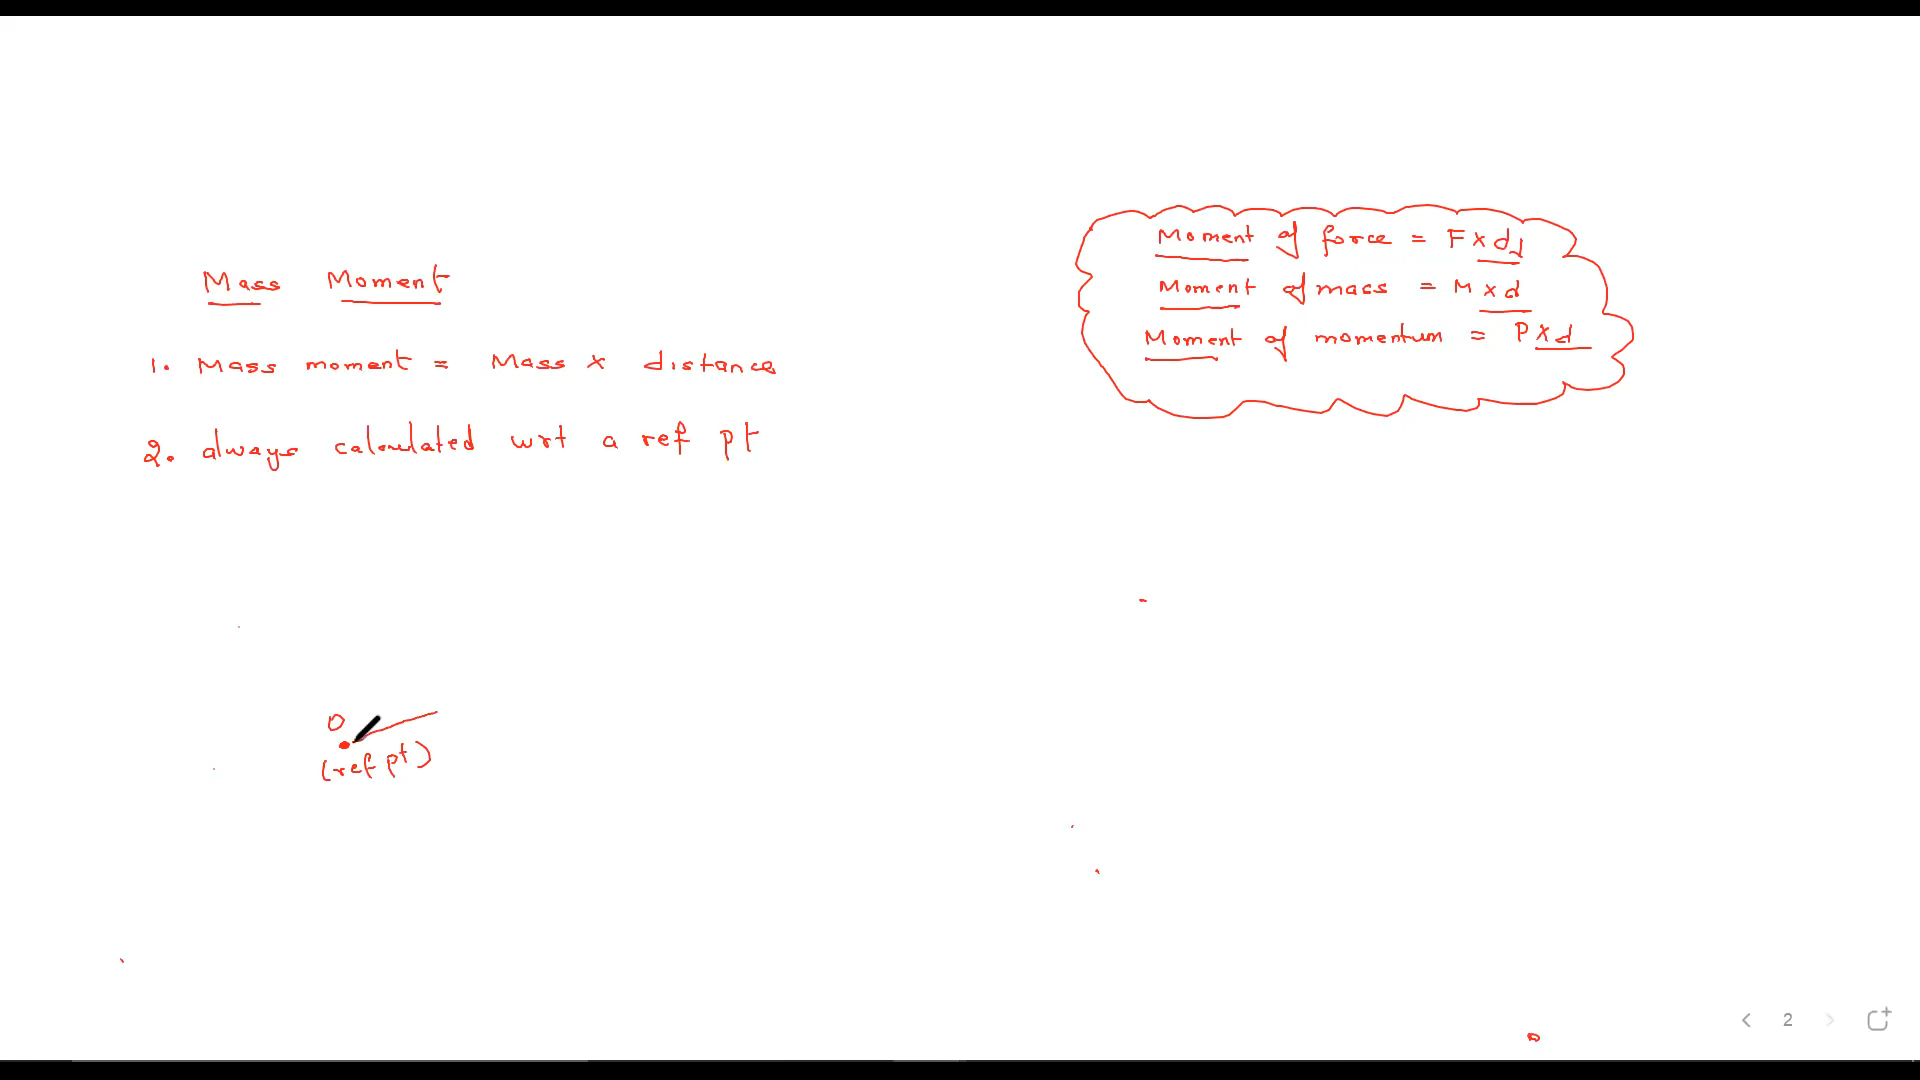 Mass Moment
1. Mass moment = Mass x distance
2. always calculated wrt a ref pt
Moment of force = F x d
Moment of mass = M x d
Moment of momentum = P x d
O
(ref pt)
2